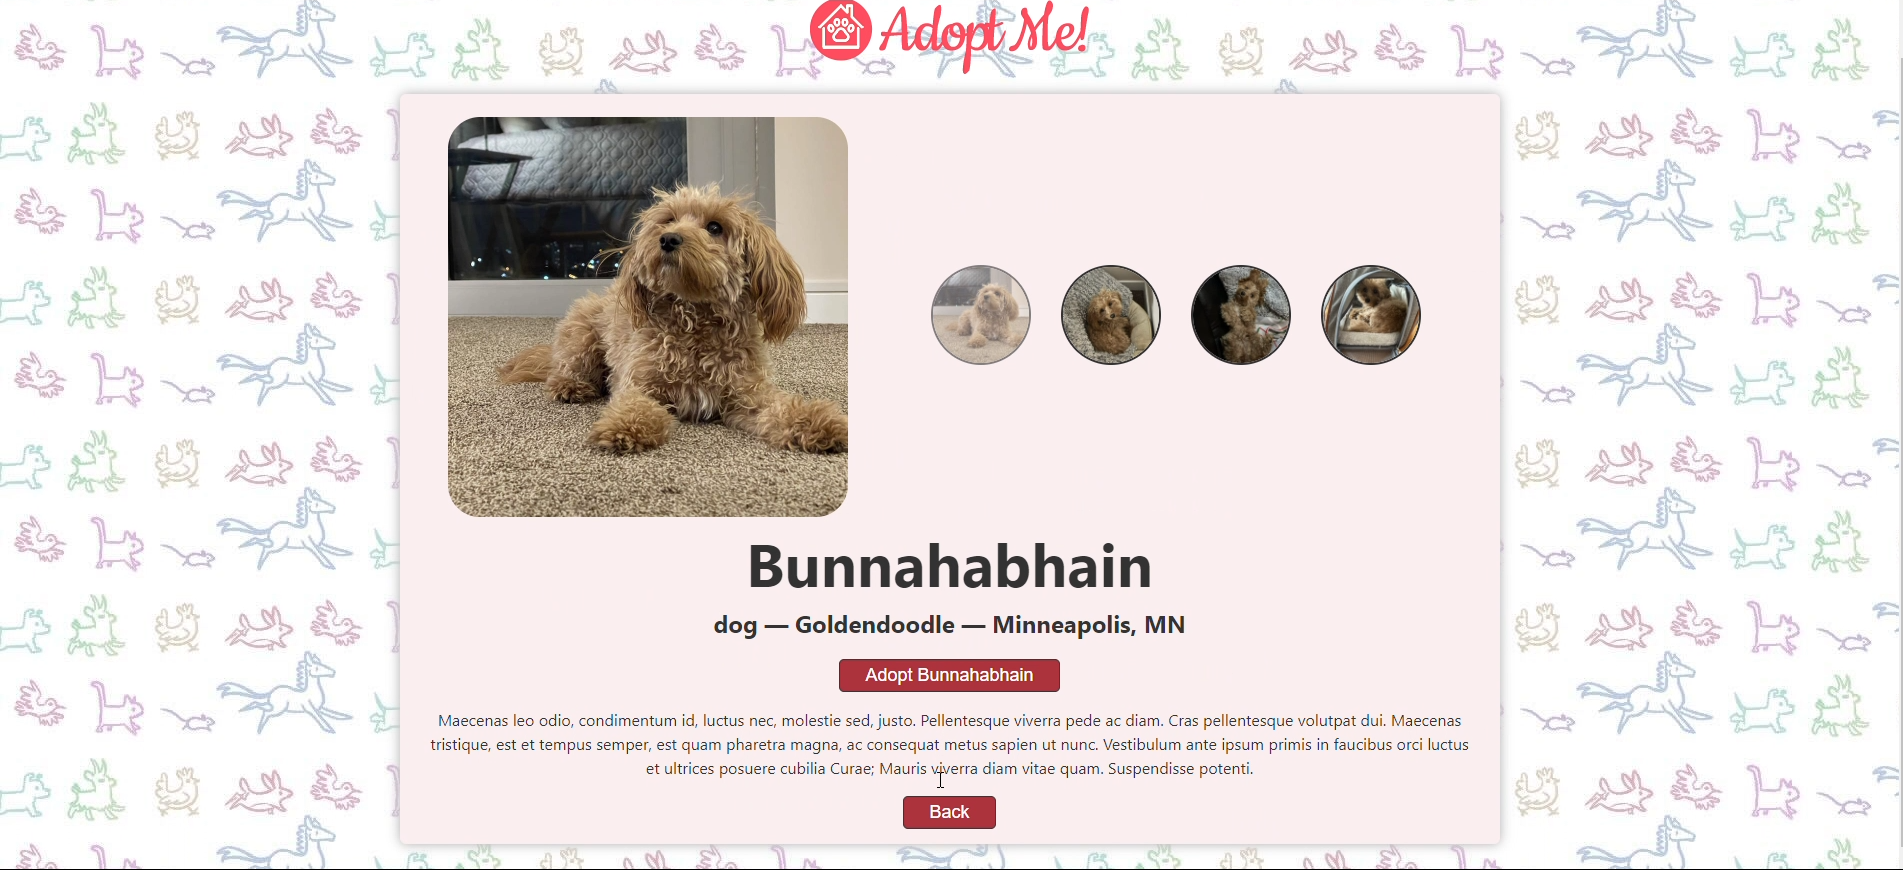 Adopt Me!
Bunnahabhain
dog — Goldendoodle — Minneapolis, MN
Adopt Bunnahabhain
Maecenas leo odio, condimentum id, luctus nec, molestie sed, justo. Pellentesque viverra pede ac diam. Cras pellentesque volutpat dui. Maecenas
tristique, est et tempus semper, est quam pharetra magna, ac consequat metus sapien ut nunc. Vestibulum ante ipsum primis in faucibus orci luctus
et ultrices posuere cubilia Curae; Mauris viverra diam vitae quam. Suspendisse potenti.
Back